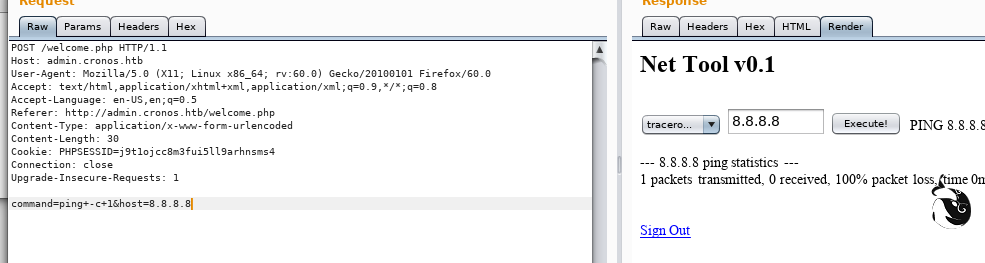 Request
Raw Params Headers Hex
POST /welcome.php HTTP/1.1
Host: admin.cronos.htb
User-Agent: Mozilla/5.0 (X11; Linux x86_64; rv:60.0) Gecko/20100101 Firefox/60.0
Accept: text/html,application/xhtml+xml,application/xml;q=0.9,*/*;q=0.8
Accept-Language: en-US,en;q=0.5
Referer: http://admin.cronos.htb/welcome.php
Content-Type: application/x-www-form-urlencoded
Content-Length: 30
Cookie: PHPSESSID=j9t1ojcc8m3fui5ll9arhnsms4
Connection: close
Upgrade-Insecure-Requests: 1
command=ping+-c+1&host=8.8.8.8
Response
Raw Headers Hex HTML Render
Net Tool v0.1
tracero... 8.8.8.8 Execute! PING 8.8.8.8
--- 8.8.8.8 ping statistics ---
1 packets transmitted, 0 received, 100% packet loss, time 0m
Sign Out